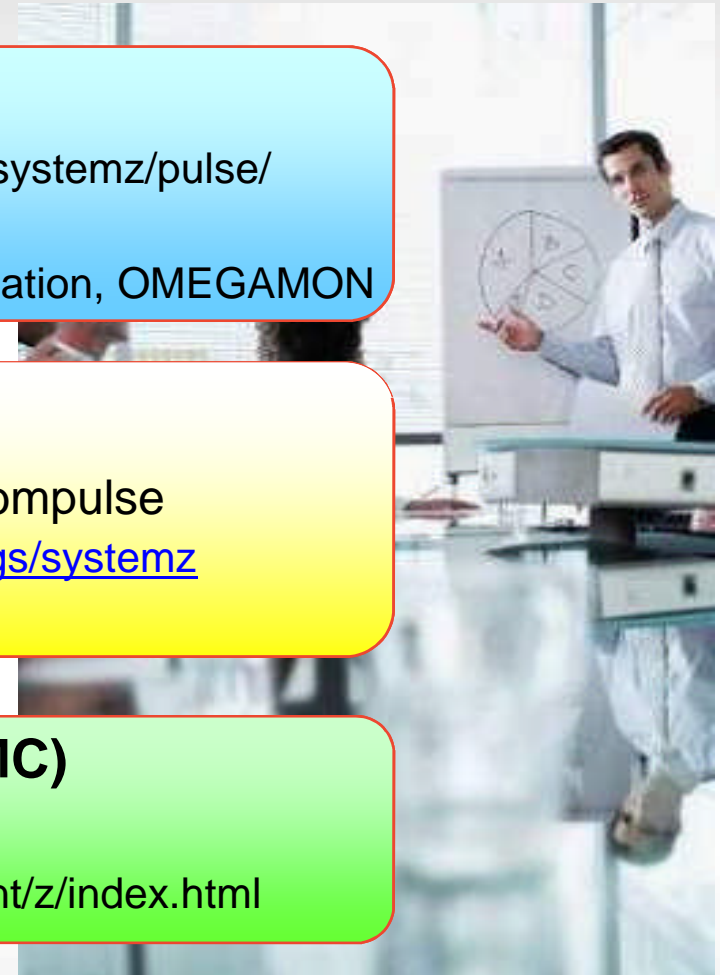 systemz/pulse/
ation, OMEGAMON
ompulse
gs/systemz
IC)
nt/z/index.html
A
B
C
D